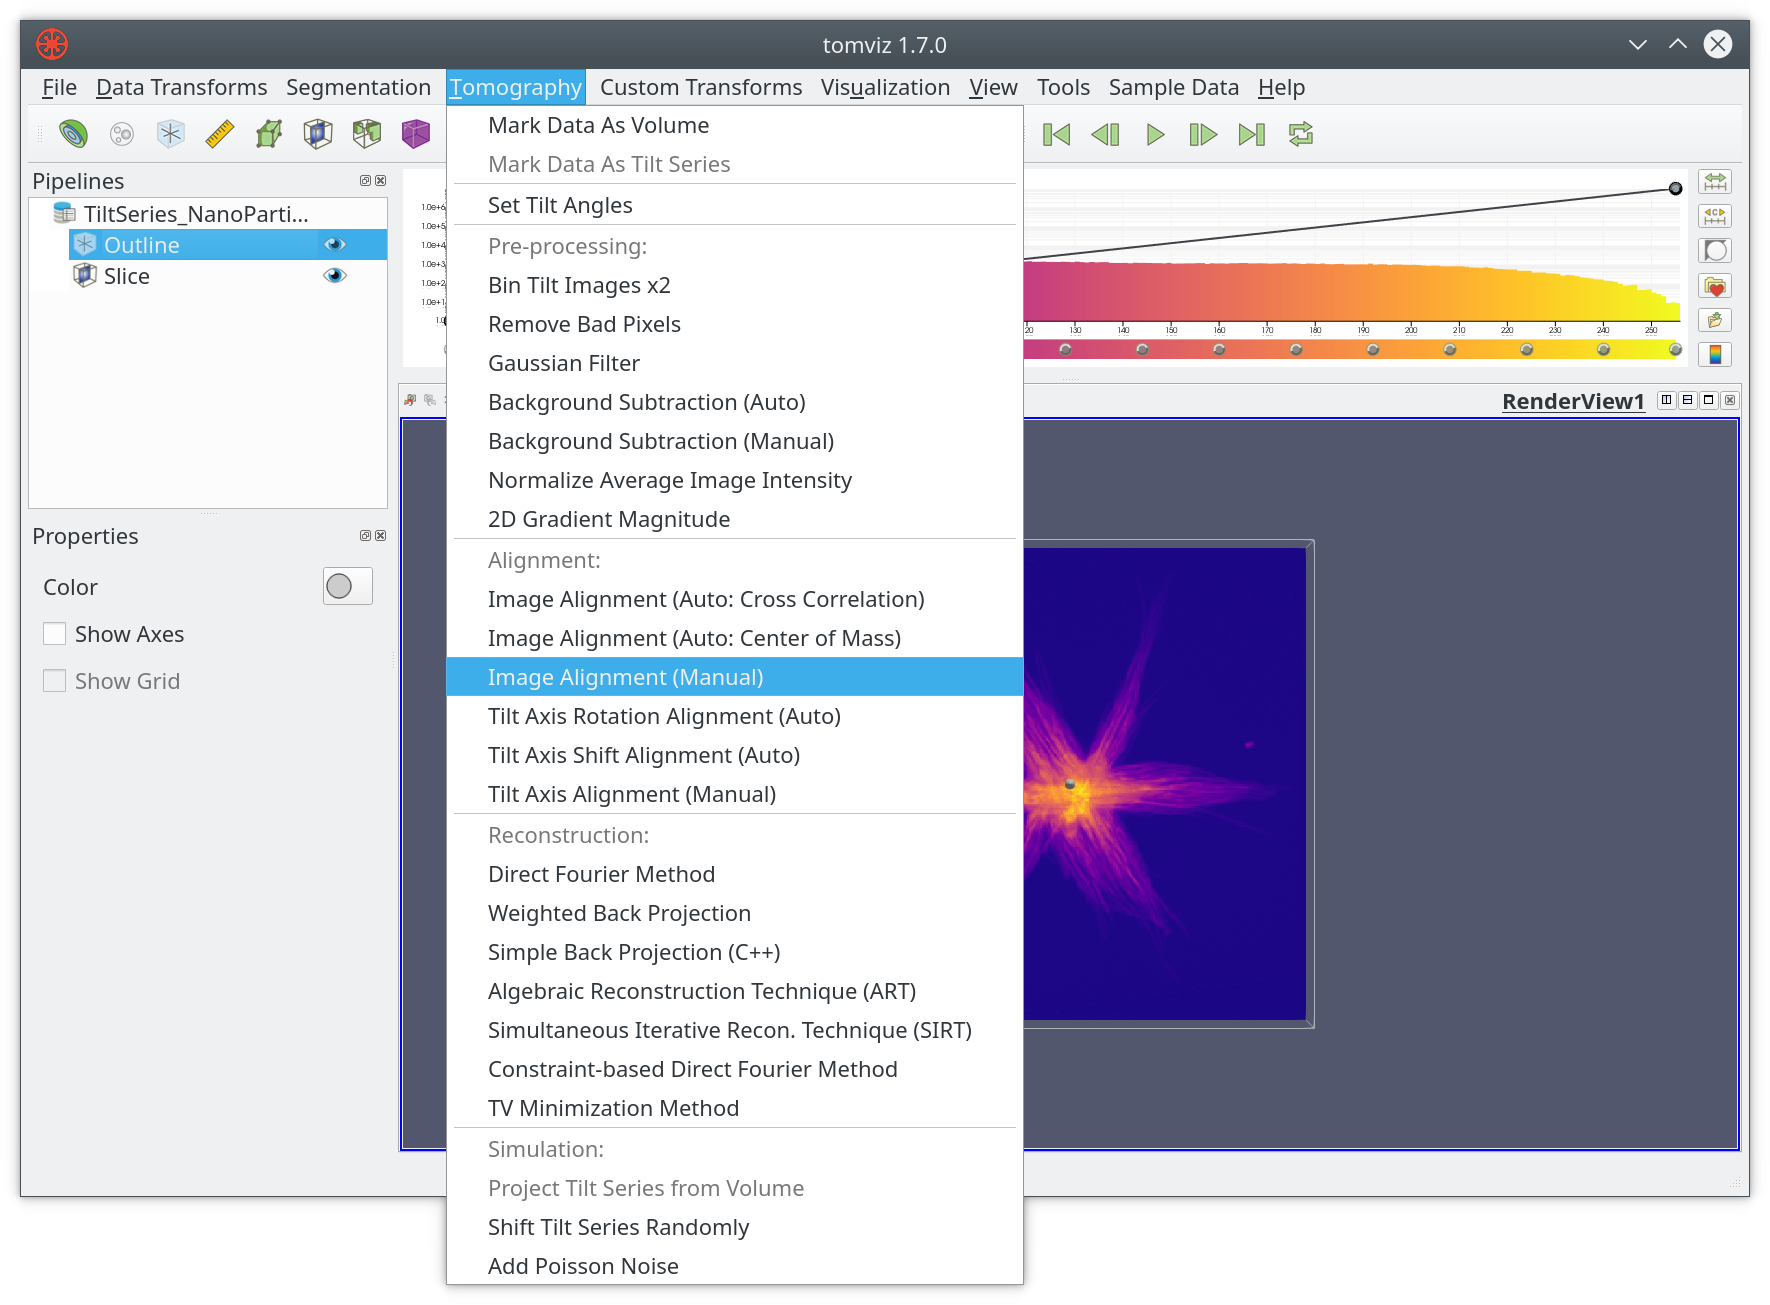 tomviz 1.7.0
File Data Transforms Segmentation Tomography Custom Transforms Visualization View Tools Sample Data Help
Pipelines
TiltSeries_NanoParti...
Outline
Slice
Properties
Color
Show Axes
Show Grid
Mark Data As Volume
Mark Data As Tilt Series
Set Tilt Angles
Pre-processing:
Bin Tilt Images x2
Remove Bad Pixels
Gaussian Filter
Background Subtraction (Auto)
Background Subtraction (Manual)
Normalize Average Image Intensity
2D Gradient Magnitude
Alignment:
Image Alignment (Auto: Cross Correlation)
Image Alignment (Auto: Center of Mass)
Image Alignment (Manual)
Tilt Axis Rotation Alignment (Auto)
Tilt Axis Shift Alignment (Auto)
Tilt Axis Alignment (Manual)
Reconstruction:
Direct Fourier Method
Weighted Back Projection
Simple Back Projection (C++)
Algebraic Reconstruction Technique (ART)
Simultaneous Iterative Recon. Technique (SIRT)
Constraint-based Direct Fourier Method
TV Minimization Method
Simulation:
Project Tilt Series from Volume
Shift Tilt Series Randomly
Add Poisson Noise
1.0e+6
1.0e+5
1.0e+4
1.0e+3
1.0e+2
1.0e+1
1.0
20 130 140 150 160 170 180 190 200 210 220 230 240 250
RenderView1